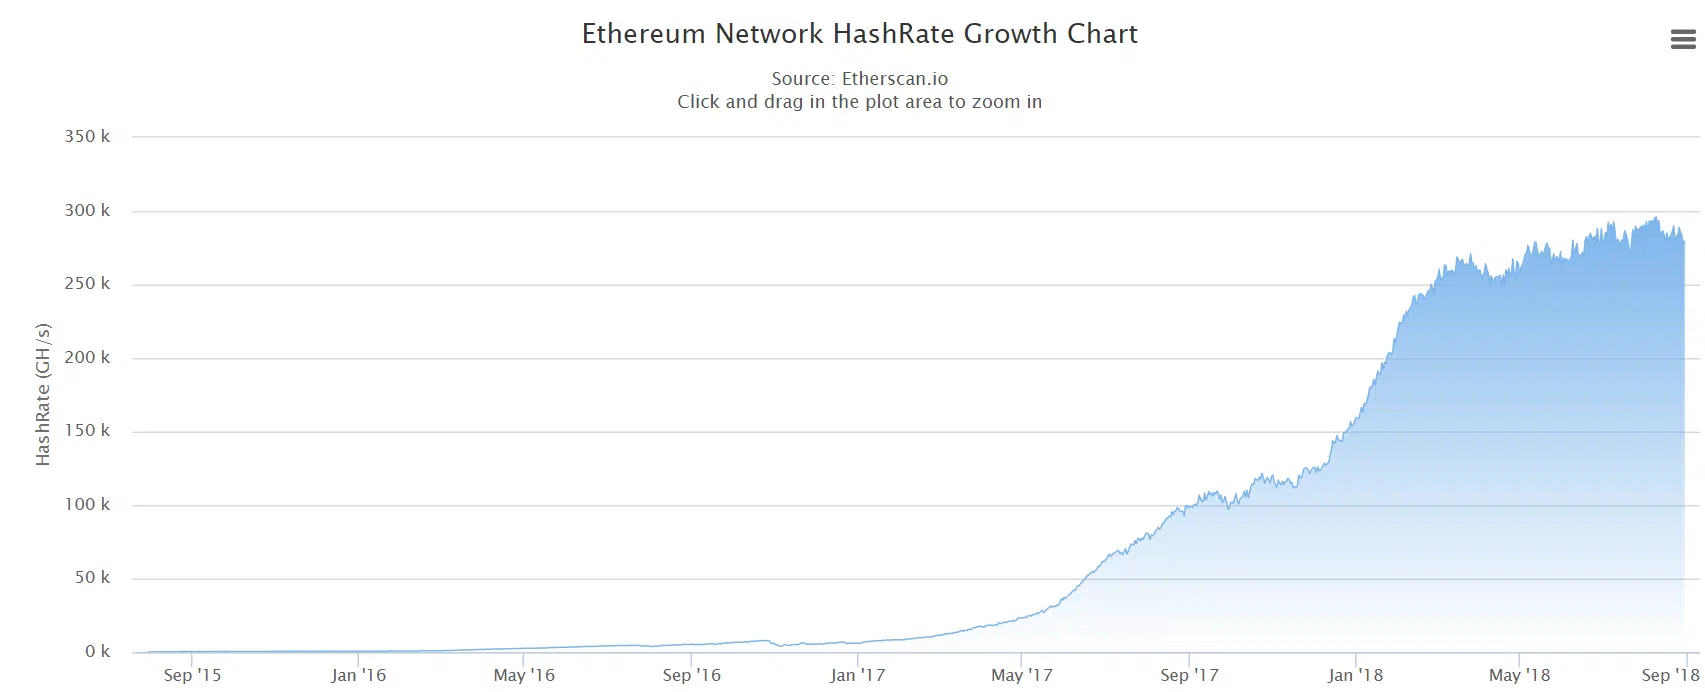 Ethereum Network HashRate Growth Chart
Source: Etherscan.io
Click and drag in the plot area to zoom in
HashRate (GH/s)
350 k
300 k
250 k
200 k
150 k
100 k
50 k
0 k
Sep '15 Jan '16 May '16 Sep '16 Jan '17 May '17 Sep '17 Jan '18 May '18 Sep '18